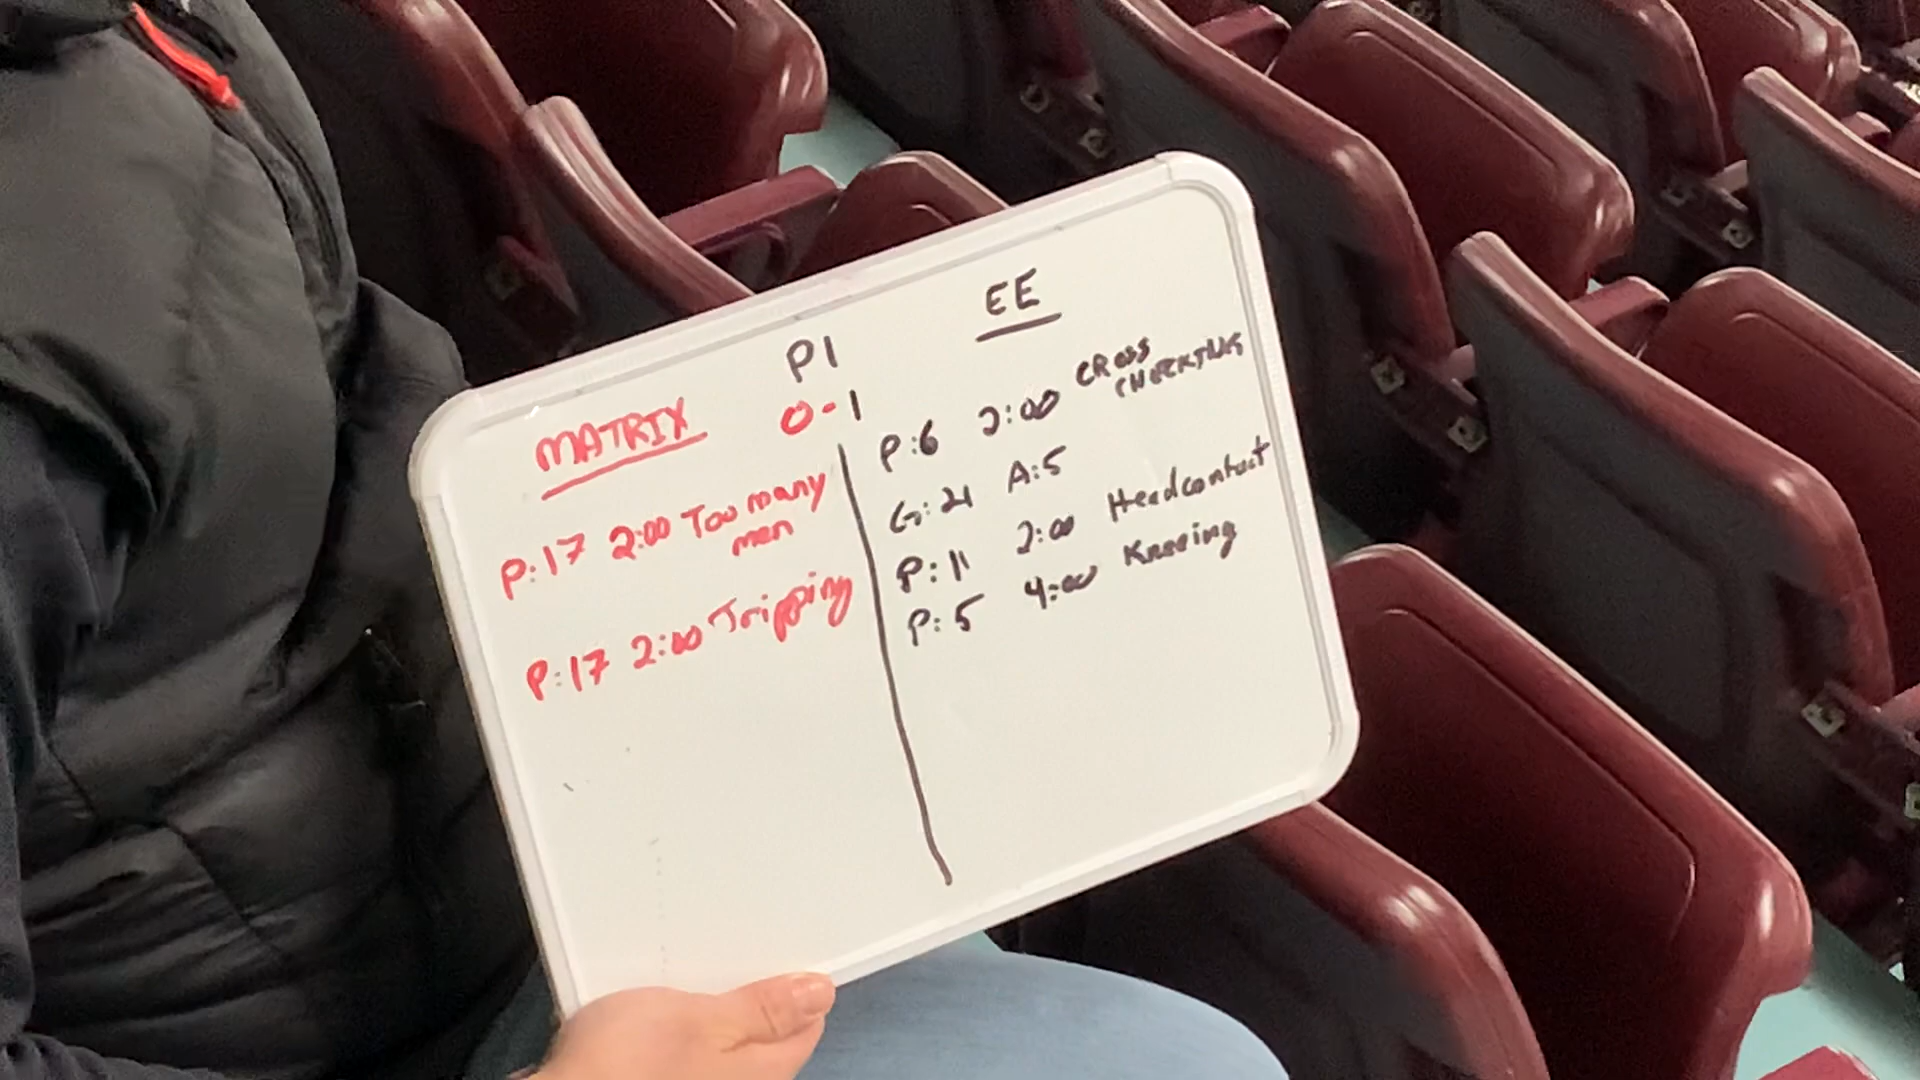 P1
0-1
MATRIX
P:17 2:00 Too many
men
P:17 2:00 Tripping
EE
P:6 2:00 CROSS
CHECKING
G:21 A:5
P:11 2:00 Headcontact
P:5 4:00 Kneeing